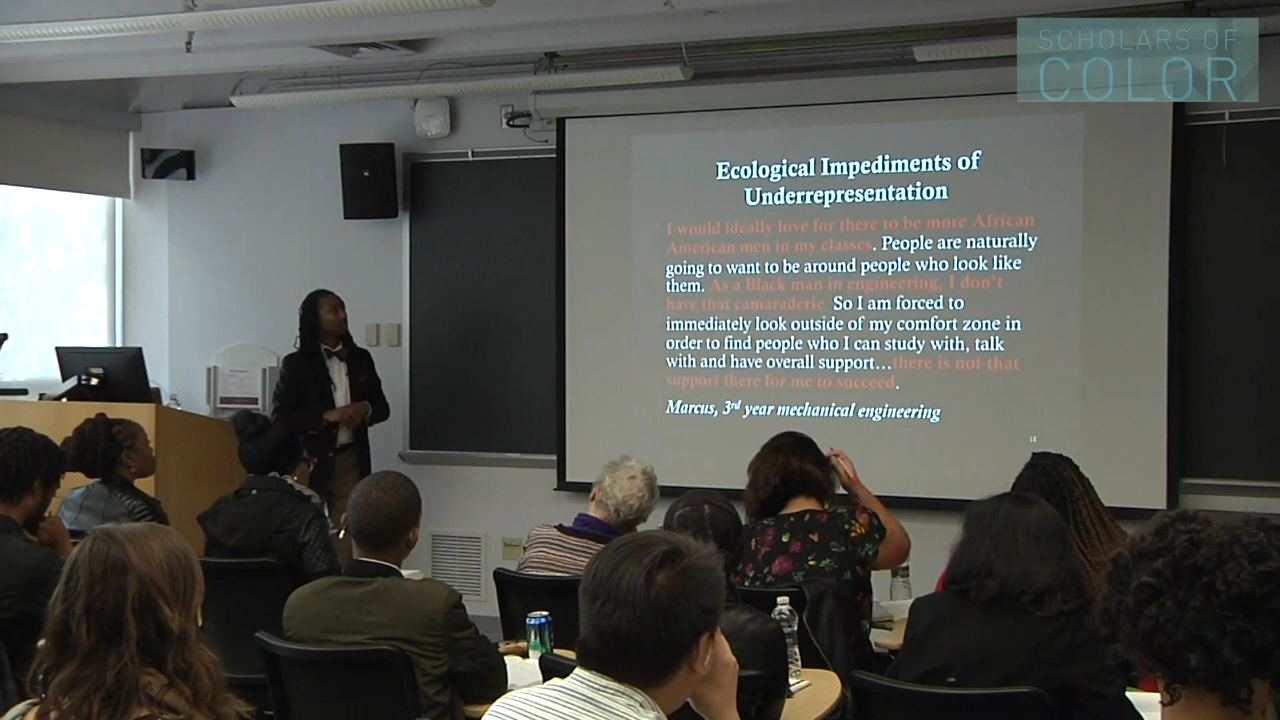 SCHOLARS OF
COLOR
Ecological Impediments of
Underrepresentation
I would ideally love for there to be more African
American men in my classes. People are naturally
going to want to be around people who look like
them. As a Black man in engineering, I don't
have that camaraderie. So I am forced to
immediately look outside of my comfort zone in
order to find people who I can study with, talk
with and have overall support…there is not that
support there for me to succeed.
Marcus, 3rd year mechanical engineering